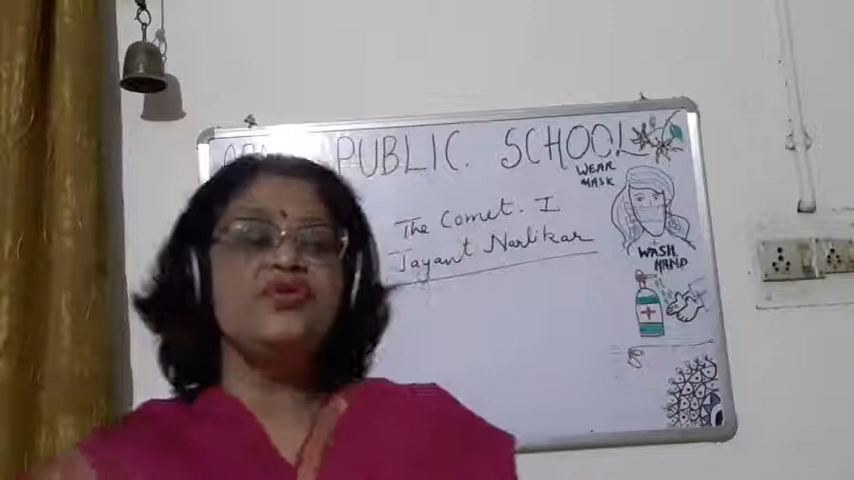 PUBLIC SCHOOL
WEAR
MASK
The Comet. I
Jayant Narlikar
WASH
HAND